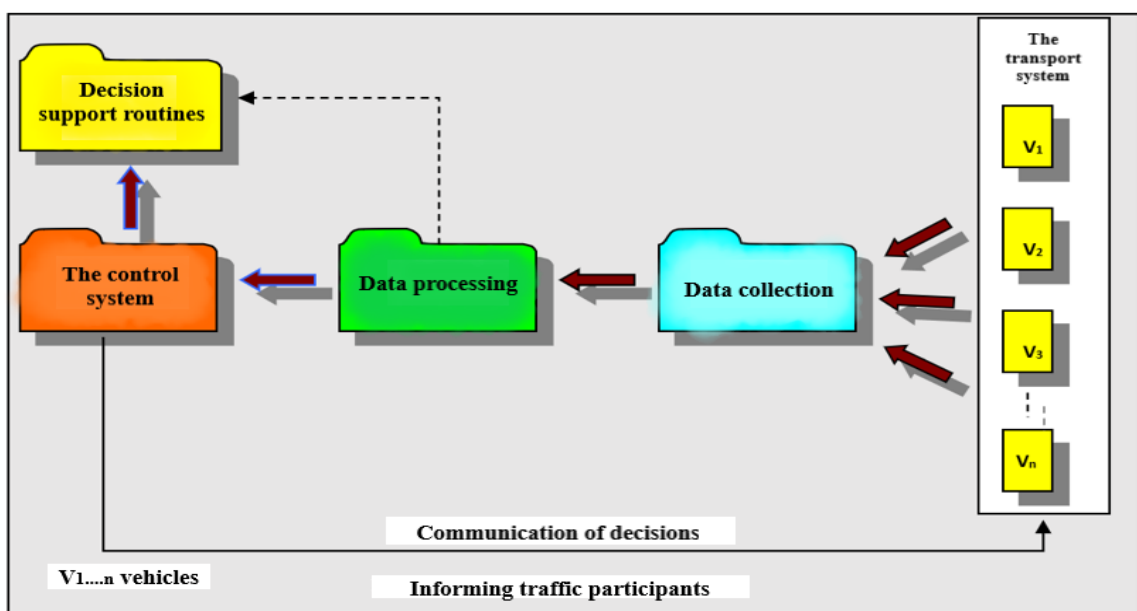 The
transport
system
Decision
support routines
V1
V2
The control
system
Data processing
Data collection
V3
Vn
Communication of decisions
V1....n vehicles
Informing traffic participants